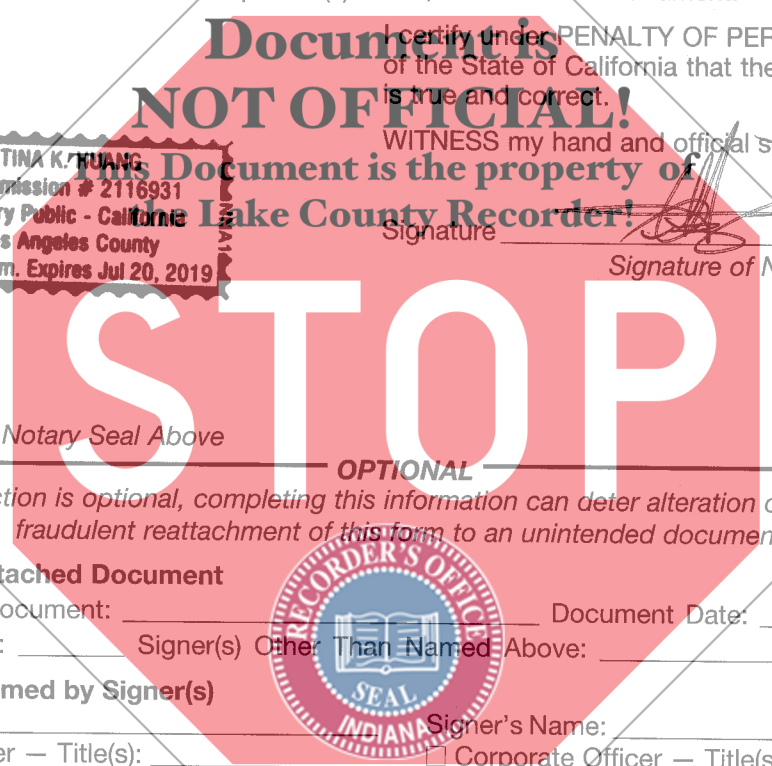 Document is
I certify under PENALTY OF PER
of the State of California that the
NOT OFFICIAL!
is true and correct.
WITNESS my hand and official s
This Document is the property of
the Lake County Recorder!
TINA K. HUANG
mission # 2116931
ry Public - California
s Angeles County
m. Expires Jul 20, 2019
Signature
Signature of N
STOP
Notary Seal Above
OPTIONAL
ction is optional, completing this information can deter alteration o
fraudulent reattachment of this form to an unintended documen
tached Document
ocument: Document Date:
: Signer(s) Other Than Named Above:
med by Signer(s)
Signer's Name:
er — Title(s):
Corporate Officer — Title(s
RECORDER'S OFFICE
SEAL
INDIANA